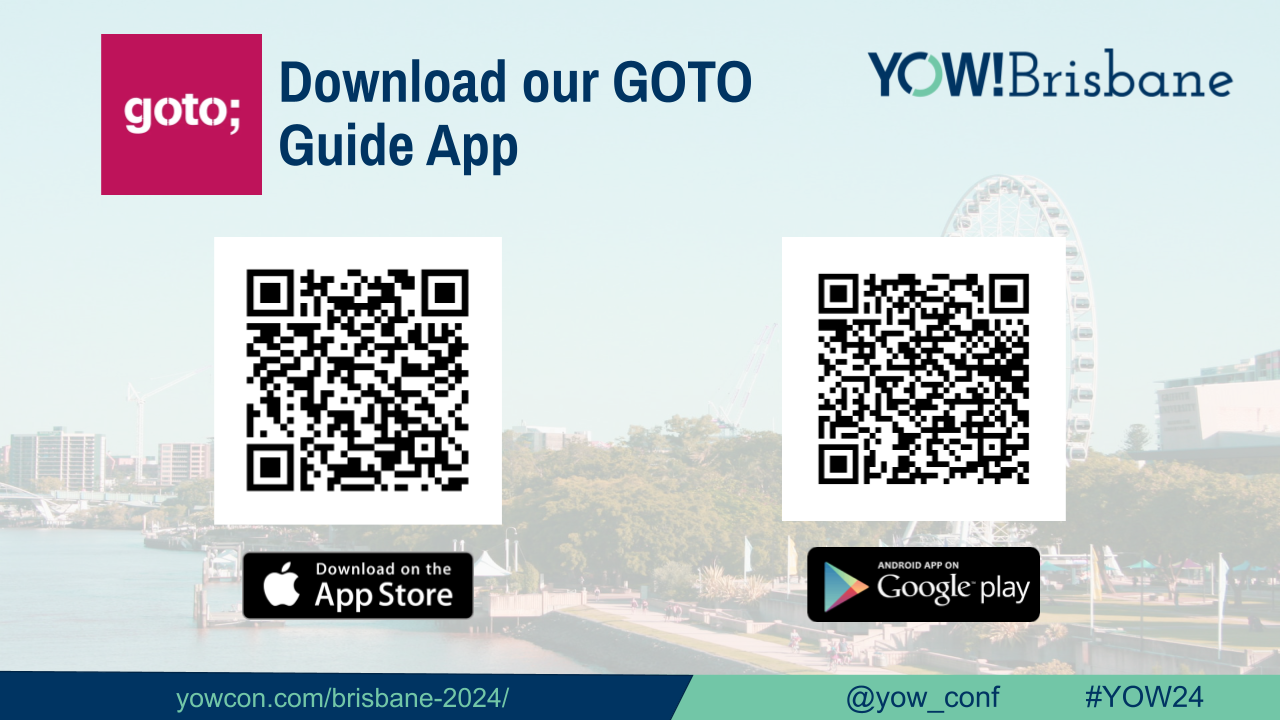 goto;
Download our GOTO
Guide App
YOW!Brisbane
Download on the
App Store
ANDROID APP ON
Google play
yowcon.com/brisbane-2024/
@yow_conf
#YOW24